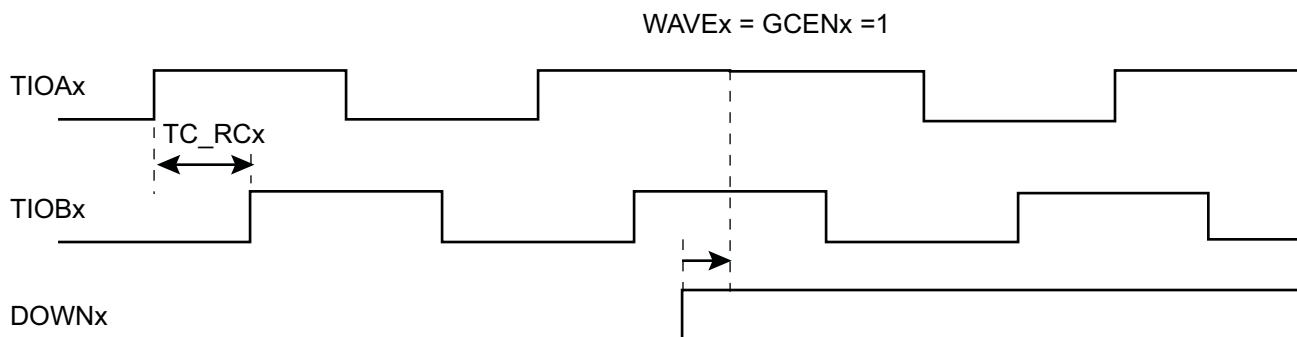 WAVEx = GCENx =1
TIOAx
TC_RCx
TIOBx
DOWNx